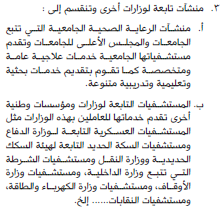 ٣. منشآت تابعة لوزارات أخرى وتنقسم إلى :
أ. منشآت الرعاية الصحية الجامعية التي تتبع
الجامعات والمجلس الأعلى للجامعات وتقدم
مستشفياتها الجامعية خدمات علاجية عامة
ومتخصصة كما تقوم بتقديم خدمات بحثية
وتعليمية وتدريبية متنوعة.
ب. المستشفيات التابعة لوزارات ومؤسسات وطنية
أخرى تقدم خدماتها للعاملين بهذه الوزارات مثل
المستشفيات العسكرية التابعة لوزارة الدفاع
ومستشفيات السكة الحديد التابعة لهيئة السكك
الحديدية ووزارة النقل ومستشفيات الشرطة
التي تتبع وزارة الداخلية، ومستشفيات وزارة
الأوقاف، ومستشفيات وزارة الكهرباء والطاقة،
ومستشفيات النقابات...... إلخ.